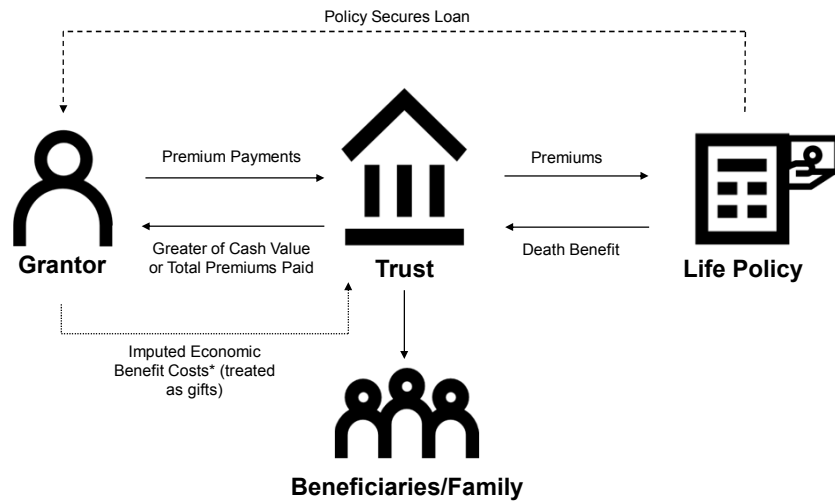 Policy Secures Loan
Premium Payments
Premiums
Greater of Cash Value
or Total Premiums Paid
Death Benefit
Grantor
Trust
Life Policy
Imputed Economic
Benefit Costs* (treated
as gifts)
Beneficiaries/Family